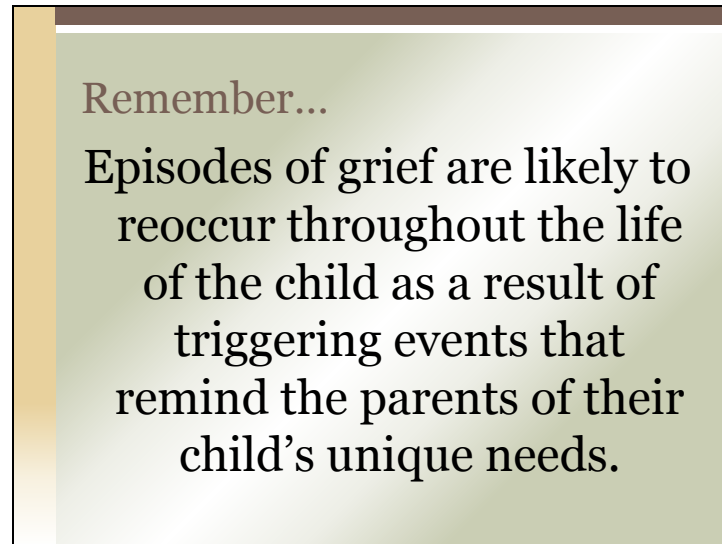 Remember…
Episodes of grief are likely to
reoccur throughout the life
of the child as a result of
triggering events that
remind the parents of their
child’s unique needs.